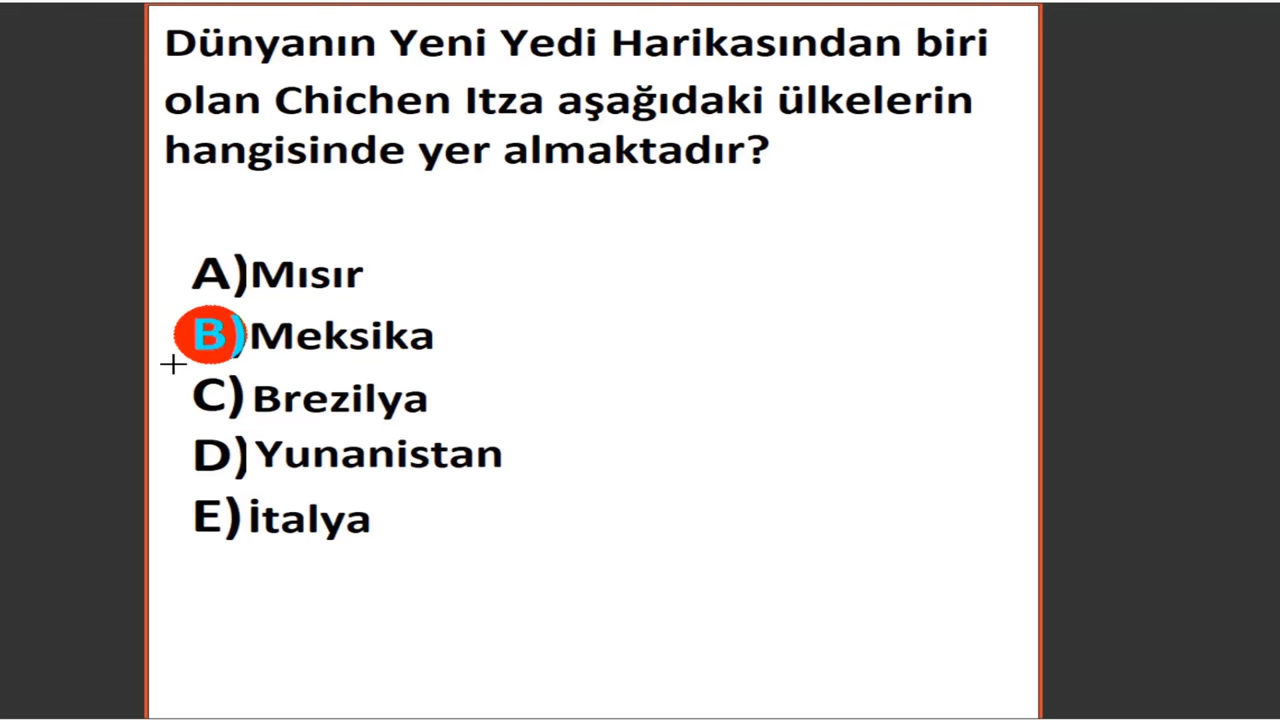 Dünyanın Yeni Yedi Harikasından biri
olan Chichen Itza aşağıdaki ülkelerin
hangisinde yer almaktadır?
A)Mısır
B)Meksika
C)Brezilya
D)Yunanistan
E)İtalya